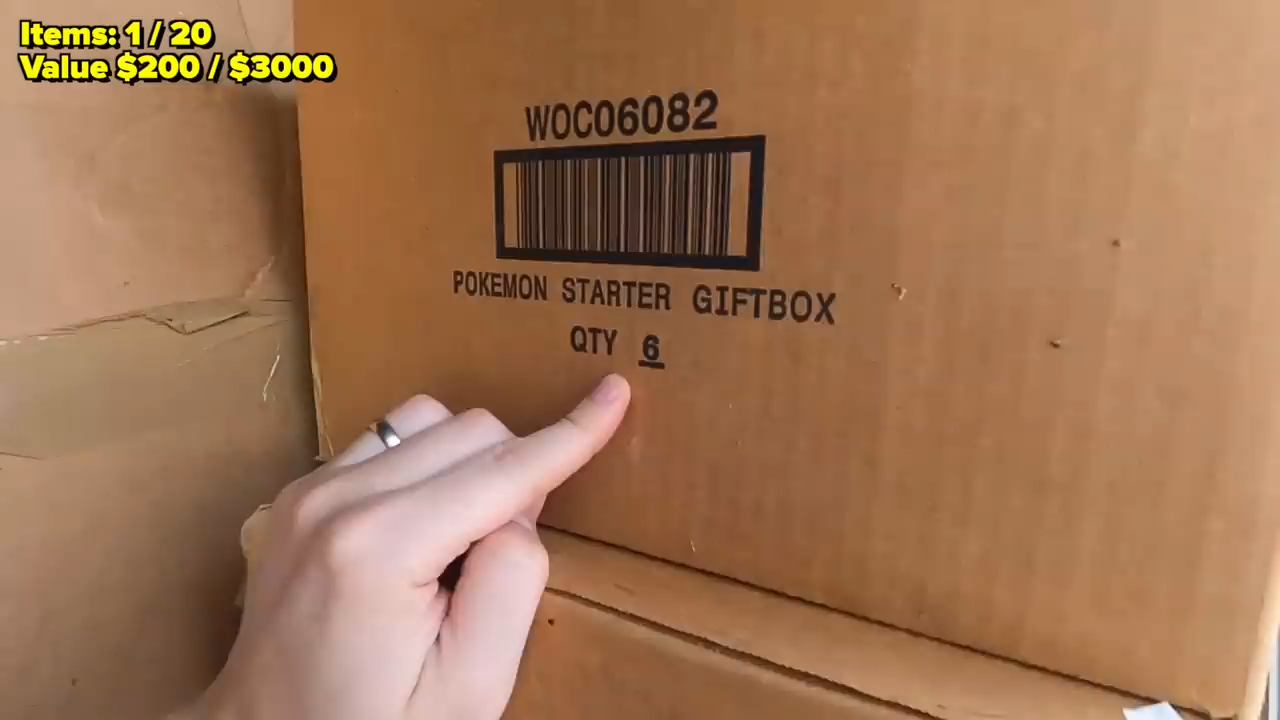 Items: 1 / 20
Value $200 / $3000
WOC06082
POKEMON STARTER GIFTBOX
QTY 6